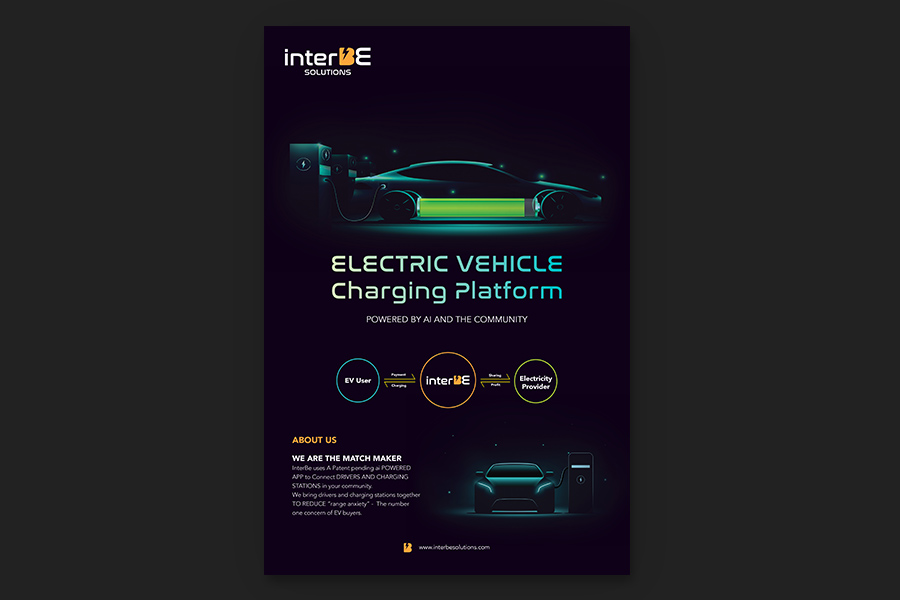 interBE
SOLUTIONS
ELECTRIC VEHICLE
Charging Platform
POWERED BY AI AND THE COMMUNITY
EV User
Payment
Charging
interBE
Sharing
Profit
Electricity
Provider
ABOUT US
WE ARE THE MATCH MAKER
InterBe uses A Patent pending ai POWERED
APP to Connect DRIVERS AND CHARGING
STATIONS in your community.
We bring drivers and charging stations together
TO REDUCE "range anxiety" - The number
one concern of EV buyers.
www.interbesolutions.com